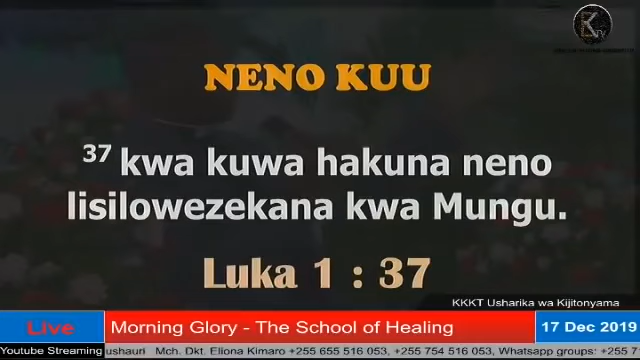 NENO KUU
37 kwa kuwa hakuna neno
lisilowezekana kwa Mungu.
Luka 1 : 37
KKKT Usharika wa Kijitonyama
Live
Morning Glory - The School of Healing
17 Dec 2019
Youtube Streaming
ushauri Mch. Dkt. Eliona Kimaro +255 655 516 053, +255 754 516 053, Whatsapp groups: +255 7